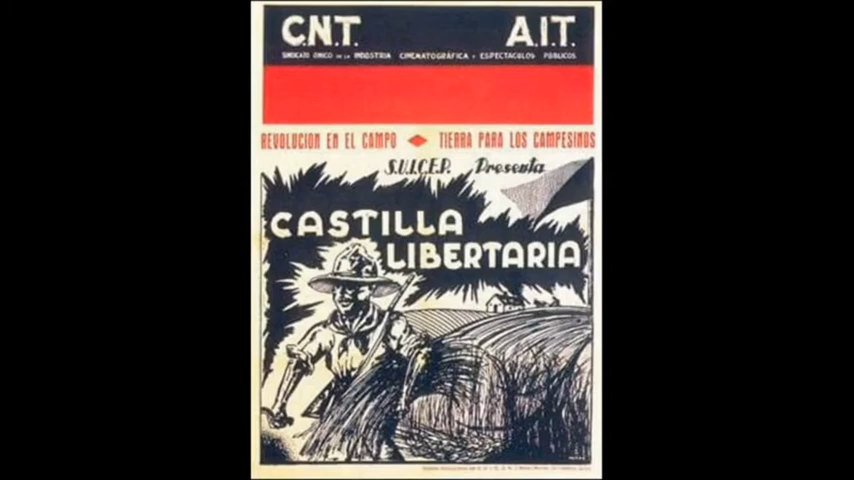 C.N.T. A.I.T.
SINDICATO ÚNICO DE LA INDUSTRIA CINEMATOGRÁFICA Y ESPECTÁCULOS PÚBLICOS
REVOLUCION EN EL CAMPO ◆ TIERRA PARA LOS CAMPESINOS
S.U.I.C.E.P. Presenta
CASTILLA
LIBERTARIA